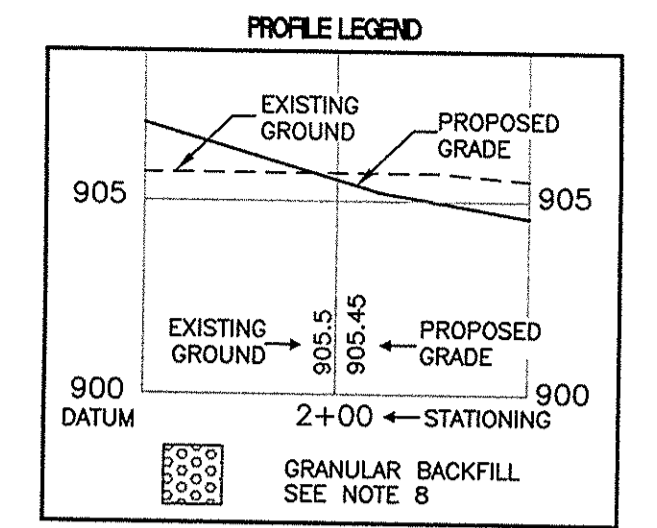 PROFILE LEGEND
EXISTING
GROUND
PROPOSED
GRADE
905
905
EXISTING
GROUND
905.5
905.45
PROPOSED
GRADE
900
900
DATUM
2+00
STATIONING
GRANULAR BACKFILL
SEE NOTE 8